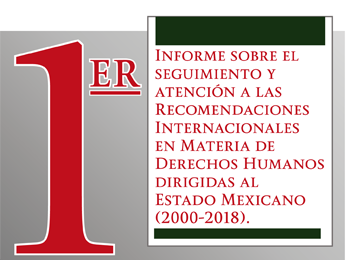 1ER
Informe sobre el
seguimiento y
atención a las
Recomendaciones
Internacionales
en Materia de
Derechos Humanos
dirigidas al
Estado Mexicano
(2000-2018).